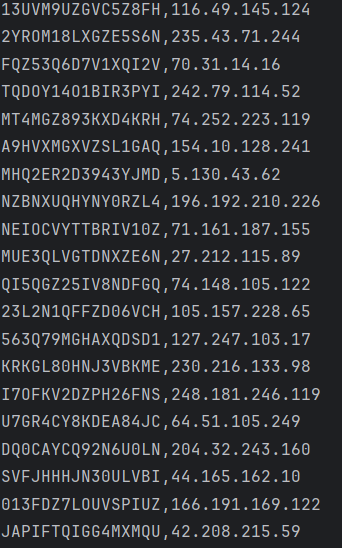 13UVM9UZGVC5Z8FH,116.49.145.124
2YROM18LXGZE5S6N,235.43.71.244
FQZ53Q6D7V1XQI2V,70.31.14.16
TQDOY14O1BIR3PYI,242.79.114.52
MT4MGZ893KXD4KRH,74.252.223.119
A9HVXMGXVZSL1GAQ,154.10.128.241
MHQ2ER2D3943YJMD,5.130.43.62
NZBNXUQHYNY0RZL4,196.192.210.226
NEIOCVYTTBRIV10Z,71.161.187.155
MUE3QLVGTDNXZE6N,27.212.115.89
QI5QGZ25IV8NDFGQ,74.148.105.122
23L2N1QFFZD06VCH,105.157.228.65
563Q79MGHAXQDSD1,127.247.103.17
KRKGL80HNJ3VBKME,230.216.133.98
I7OFKV2DZPH26FNS,248.181.246.119
U7GR4CY8KDEA84JC,64.51.105.249
DQ0CAYCQ92N6U0LN,204.32.243.160
SVFJHHHJN30ULVBI,44.165.162.10
013FDZ7LOUVSPIUZ,166.191.169.122
JAPIFTQIGG4MXMQU,42.208.215.59